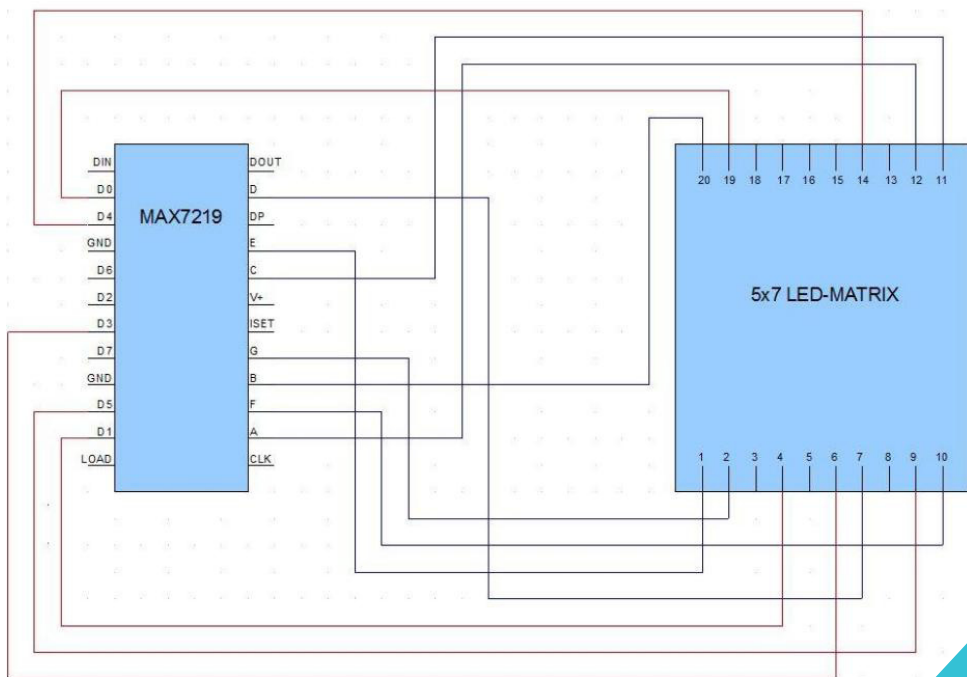 DIN DOUT
D0 D
D4 MAX7219 DP
GND E
D6 C
D2 V+
D3 ISET
D7 G
GND B
D5 F
D1 A
LOAD CLK
20 19 18 17 16 15 14 13 12 11
5x7 LED-MATRIX
1 2 3 4 5 6 7 8 9 10